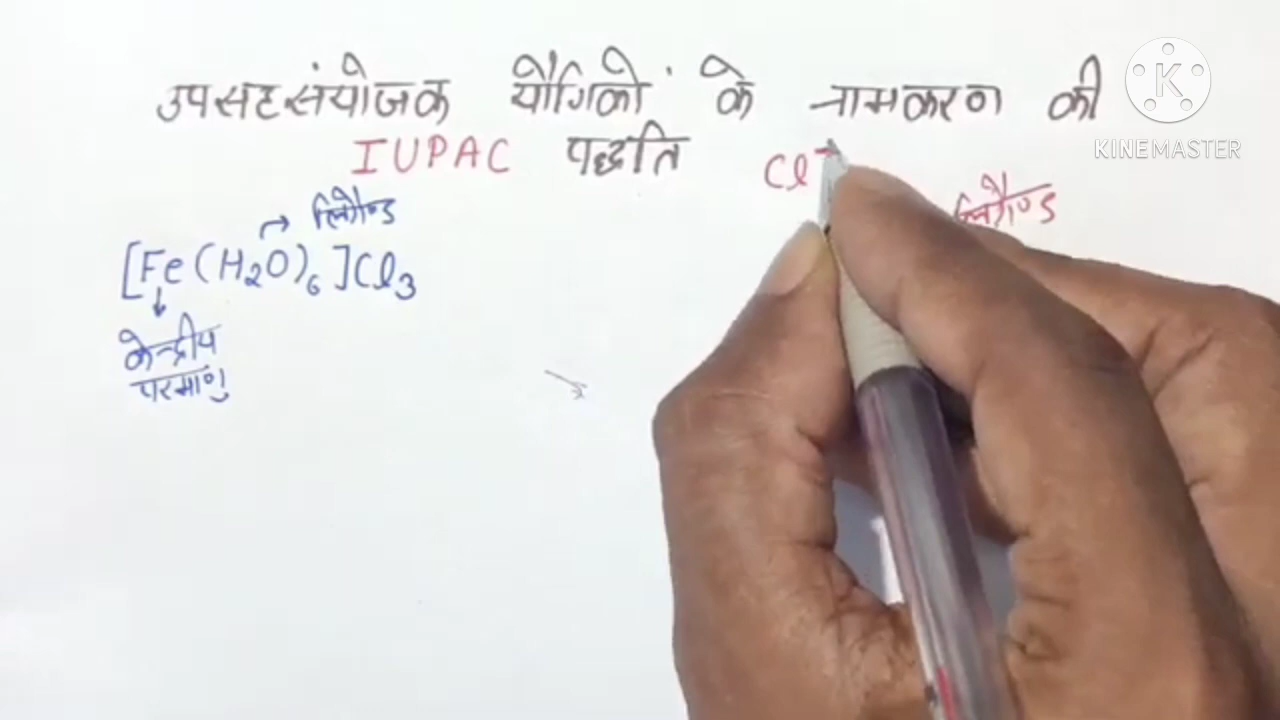 उपसहसंयोजक यौगिकों के नामकरण की
IUPAC पद्धति
Cl⁻
लिगैण्ड
लिगैण्ड
[Fe(H₂O)₆]Cl₃
केन्द्रीय
परमाणु
K
KINEMASTER